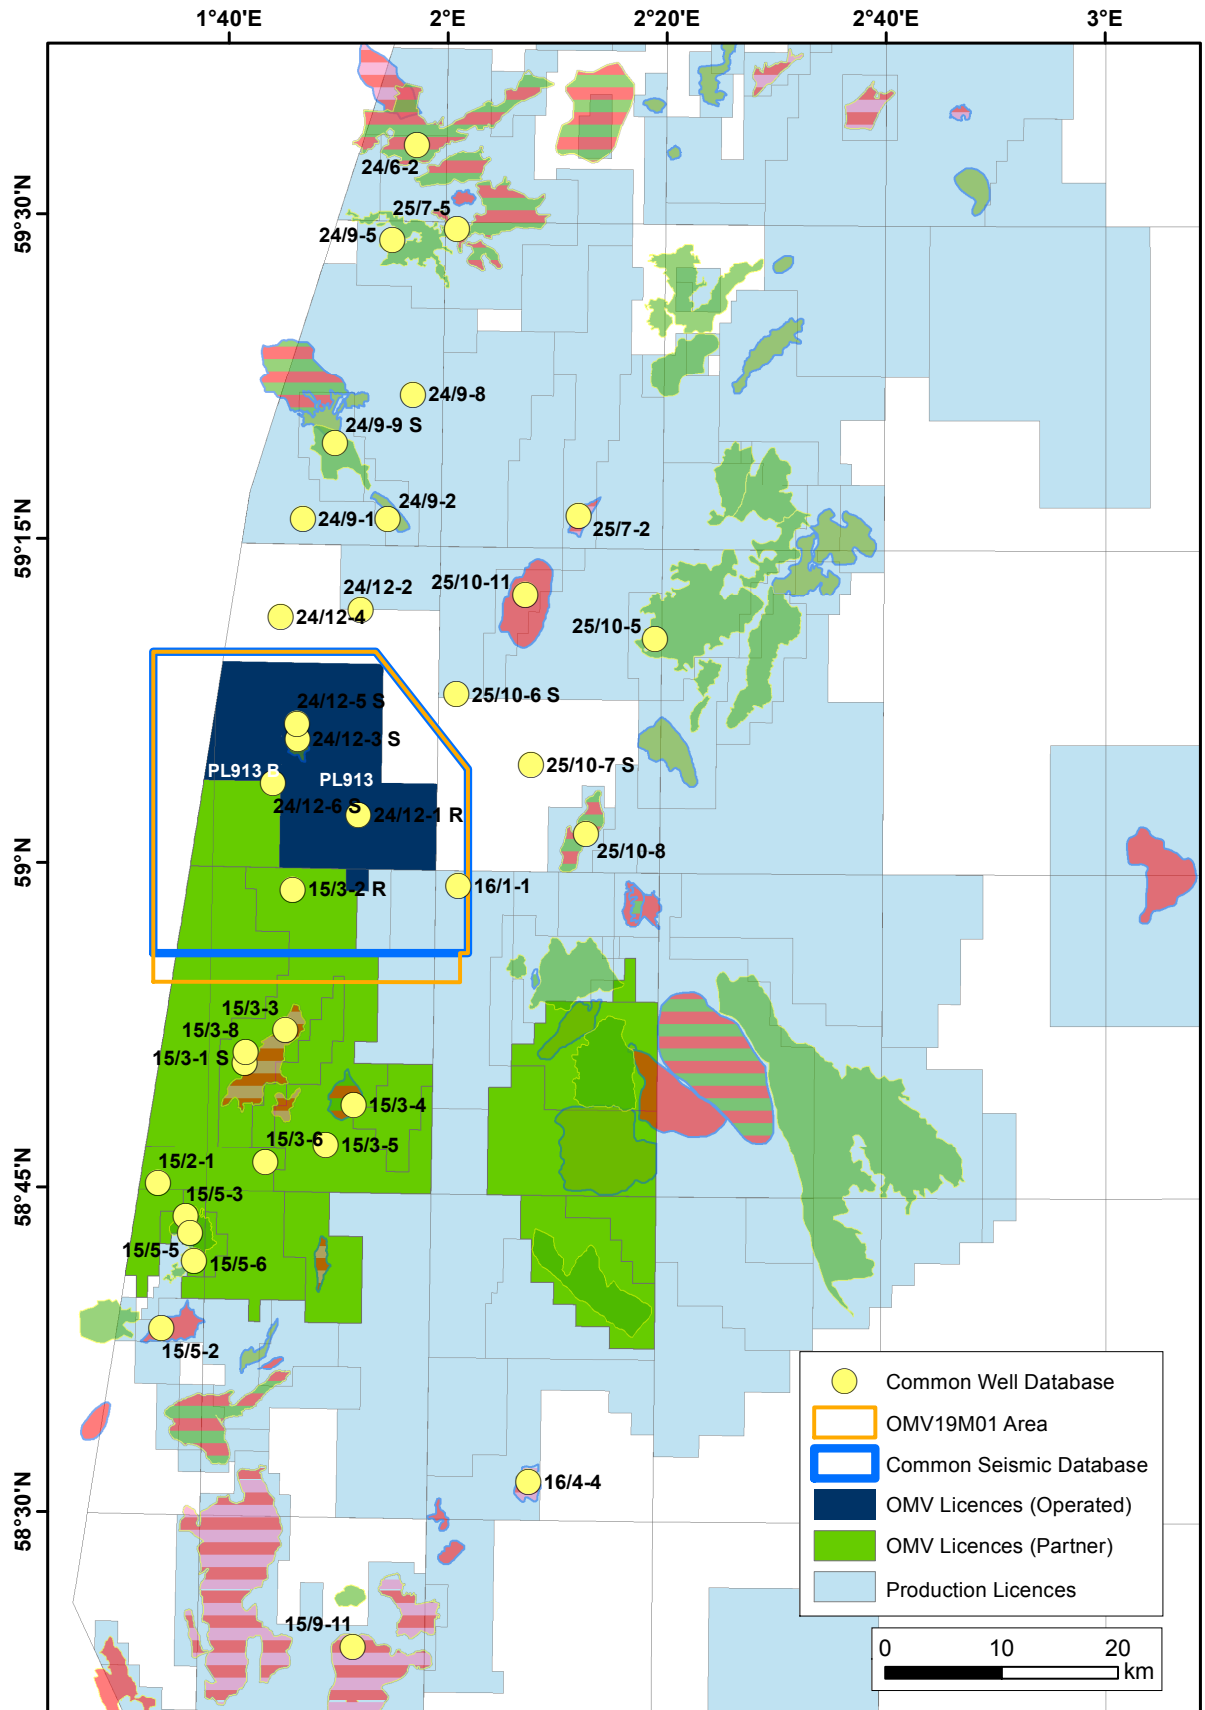 1°40'E
2°E
2°20'E
2°40'E
3°E
59°30'N
59°15'N
59°N
58°45'N
58°30'N
24/6-2
25/7-5
24/9-5
24/9-8
24/9-9 S
24/9-2
24/9-1
25/7-2
25/10-11
24/12-2
24/12-4
25/10-5
25/10-6 S
24/12-5 S
24/12-3 S
25/10-7 S
PL913 B
PL913
24/12-6 S
24/12-1 R
25/10-8
15/3-2 R
16/1-1
15/3-3
15/3-8
15/3-1 S
15/3-4
15/3-6
15/3-5
15/2-1
15/5-3
15/5-5
15/5-6
15/5-2
16/4-4
15/9-11
Common Well Database
OMV19M01 Area
Common Seismic Database
OMV Licences (Operated)
OMV Licences (Partner)
Production Licences
0
10
20
km